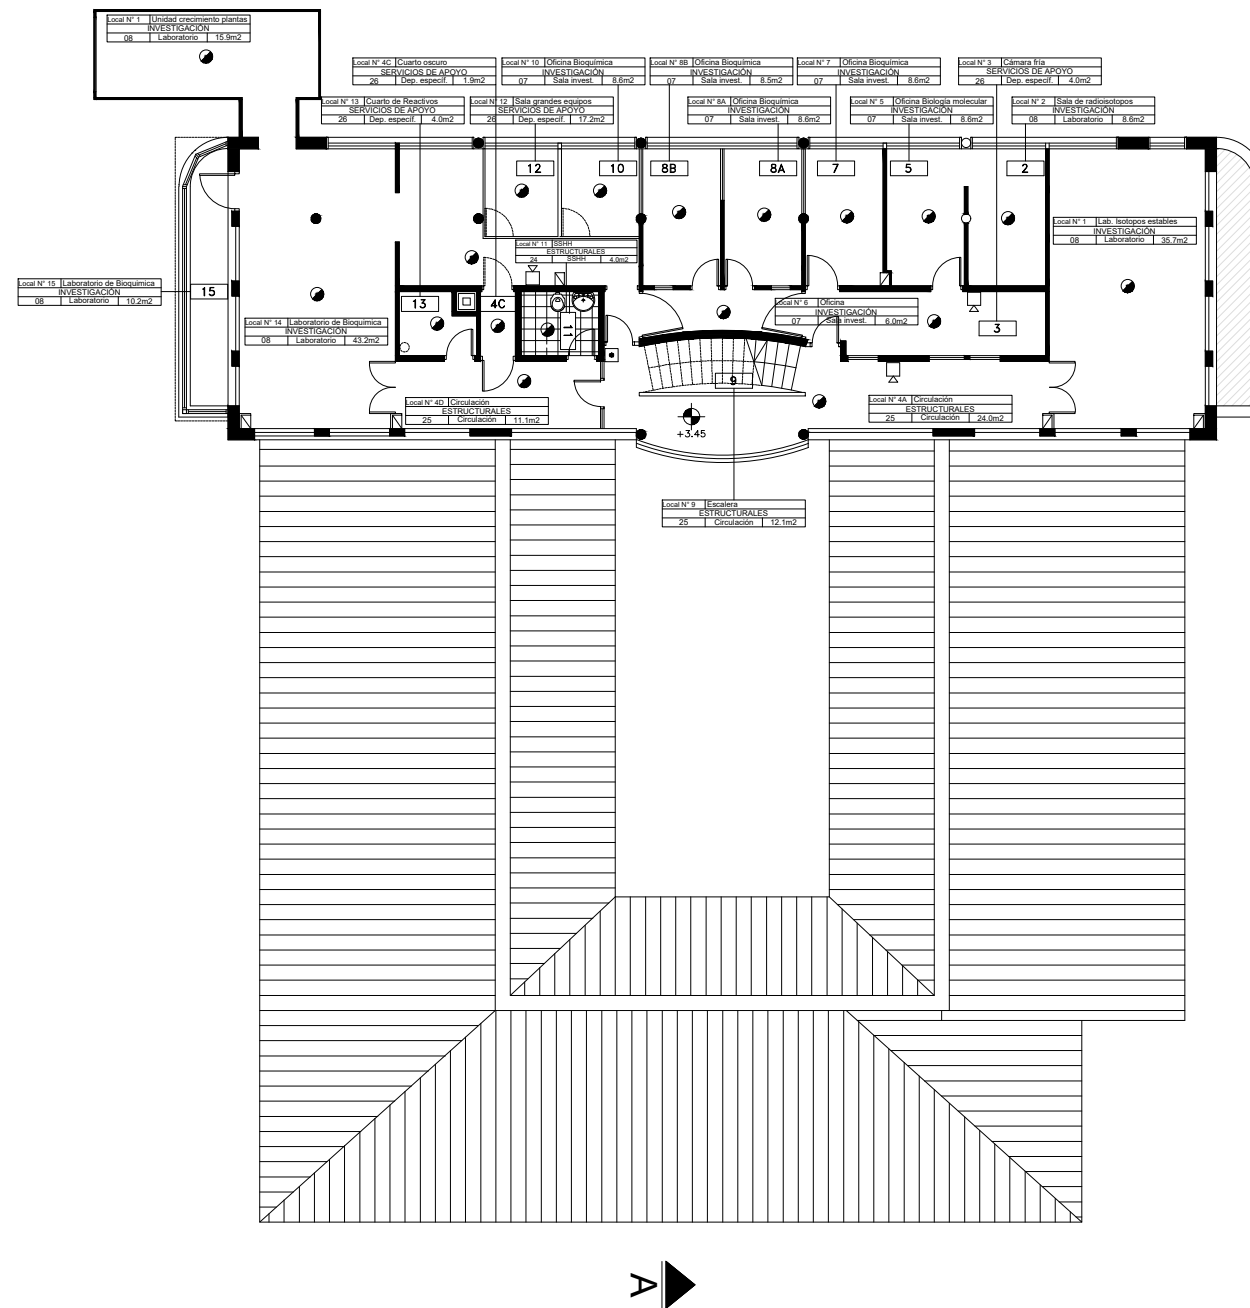 Local N° 1 Unidad crecimiento plantas
INVESTIGACIÓN
08 Laboratorio 15.9m2
Local N° 4C Cuarto oscuro
SERVICIOS DE APOYO
26 Dep. específ. 1.9m2
Local N° 10 Oficina Bioquímica
INVESTIGACIÓN
07 Sala invest. 8.6m2
Local N° 8B Oficina Bioquímica
INVESTIGACIÓN
07 Sala invest. 8.5m2
Local N° 7 Oficina Bioquímica
INVESTIGACIÓN
07 Sala invest. 8.6m2
Local N° 3 Cámara fría
SERVICIOS DE APOYO
26 Dep. específ. 4.0m2
Local N° 13 Cuarto de Reactivos
SERVICIOS DE APOYO
26 Dep. específ. 4.0m2
Local N° 12 Sala grandes equipos
SERVICIOS DE APOYO
26 Dep. específ. 17.2m2
Local N° 8A Oficina Bioquímica
INVESTIGACIÓN
07 Sala invest. 8.6m2
Local N° 5 Oficina Biología molecular
INVESTIGACIÓN
07 Sala invest. 8.6m2
Local N° 2 Sala de radioisotopos
INVESTIGACIÓN
08 Laboratorio 8.6m2
12
10
8B
8A
7
5
2
Local N° 1 Lab. Isotopos estables
INVESTIGACIÓN
08 Laboratorio 35.7m2
Local N° 11 SSHH
ESTRUCTURALES
24 SSHH 4.0m2
Local N° 15 Laboratorio de Bioquímica
INVESTIGACIÓN
08 Laboratorio 10.2m2
15
13
4C
11
Local N° 6 Oficina
INVESTIGACIÓN
07 Sala invest. 6.0m2
3
Local N° 14 Laboratorio de Bioquímica
INVESTIGACIÓN
08 Laboratorio 43.2m2
9
Local N° 4D Circulación
ESTRUCTURALES
25 Circulación 11.1m2
Local N° 4A Circulación
ESTRUCTURALES
25 Circulación 24.0m2
+3.45
Local N° 9 Escalera
ESTRUCTURALES
25 Circulación 12.1m2
A